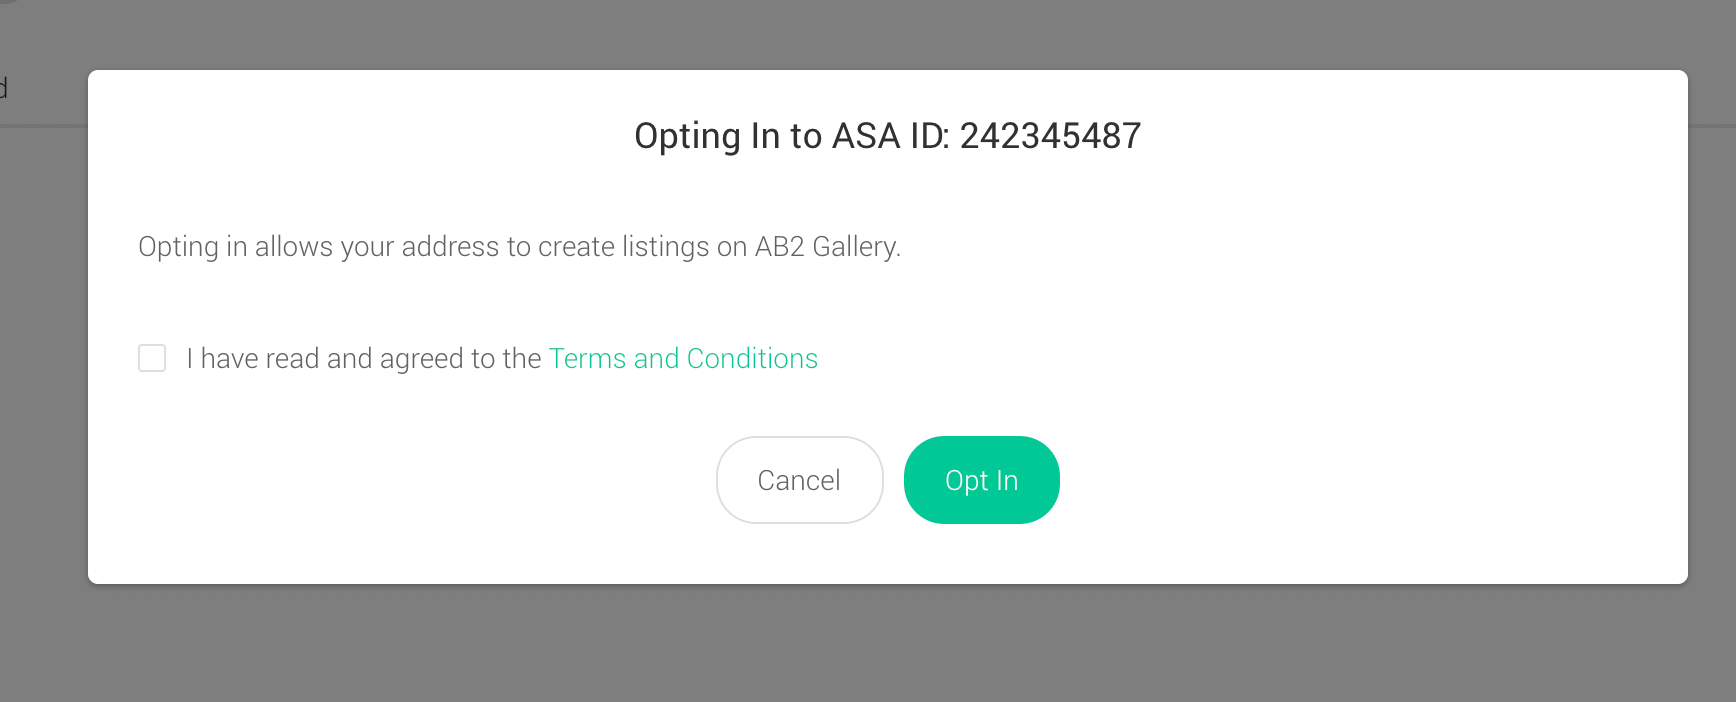 Opting In to ASA ID: 242345487
Opting in allows your address to create listings on AB2 Gallery.
I have read and agreed to the Terms and Conditions
Cancel
Opt In